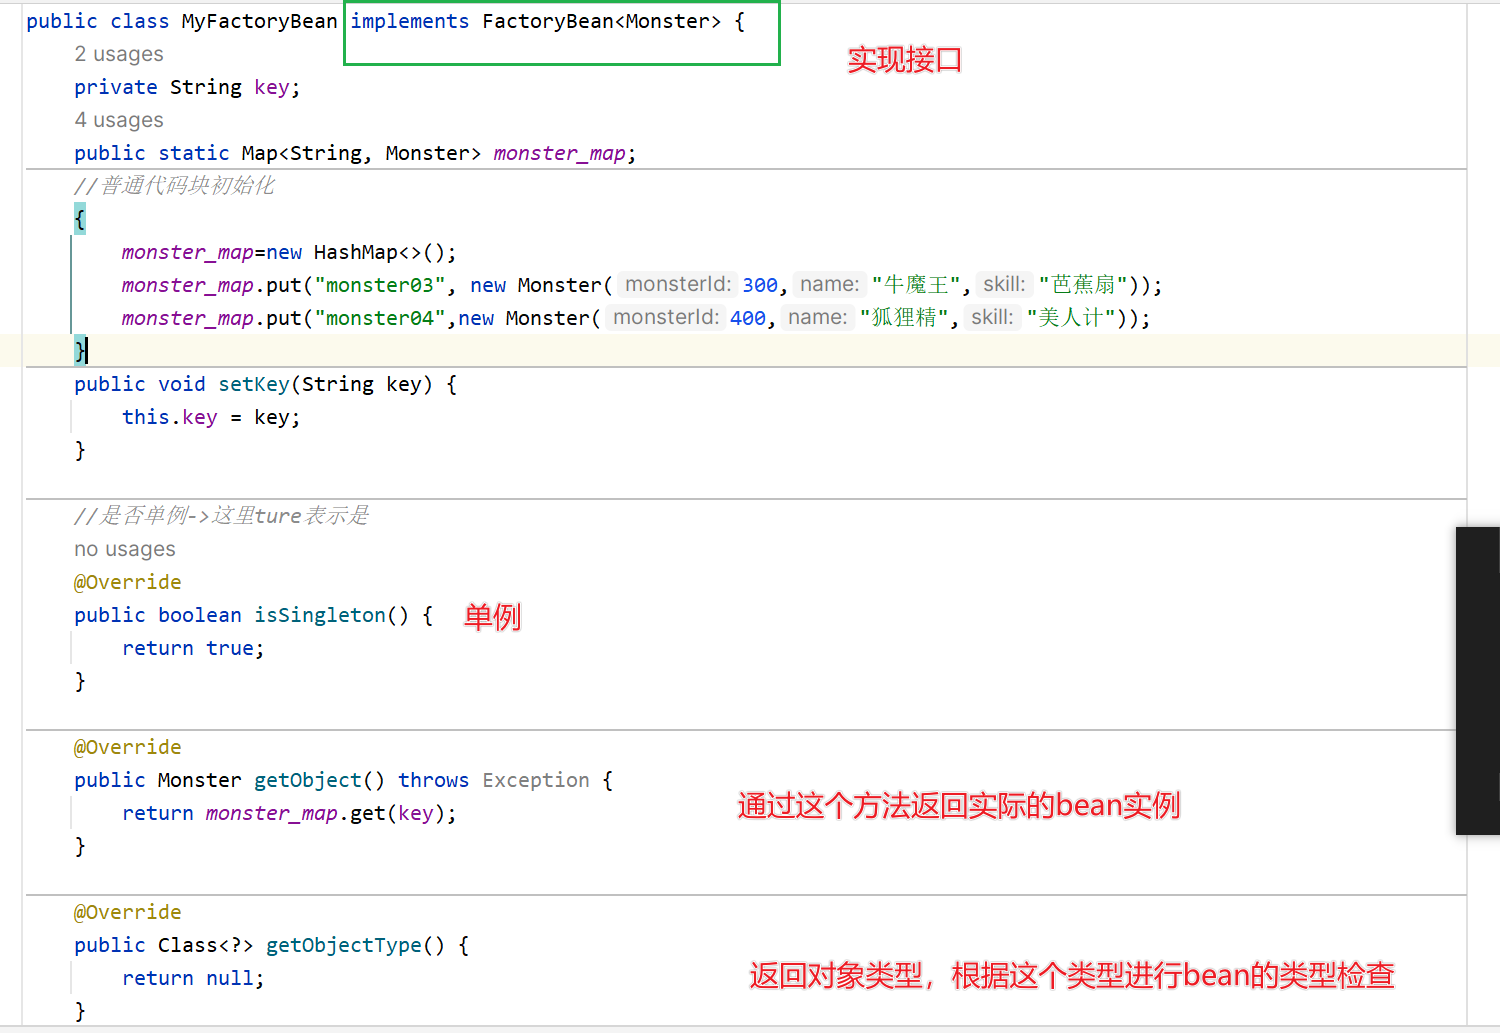 public class MyFactoryBean implements FactoryBean<Monster> {
2 usages
实现接口
private String key;
4 usages
public static Map<String, Monster> monster_map;
//普通代码块初始化
{
monster_map=new HashMap<>();
monster_map.put("monster03", new Monster( monsterId: 300, name: "牛魔王", skill: "芭蕉扇"));
monster_map.put("monster04",new Monster( monsterId: 400, name: "狐狸精", skill: "美人计"));
}
public void setKey(String key) {
this.key = key;
}
//是否单例->这里ture表示是
no usages
@Override
public boolean isSingleton() { 单例
return true;
}
@Override
public Monster getObject() throws Exception {
通过这个方法返回实际的bean实例
return monster_map.get(key);
}
@Override
public Class<?> getObjectType() {
返回对象类型，根据这个类型进行bean的类型检查
return null;
}